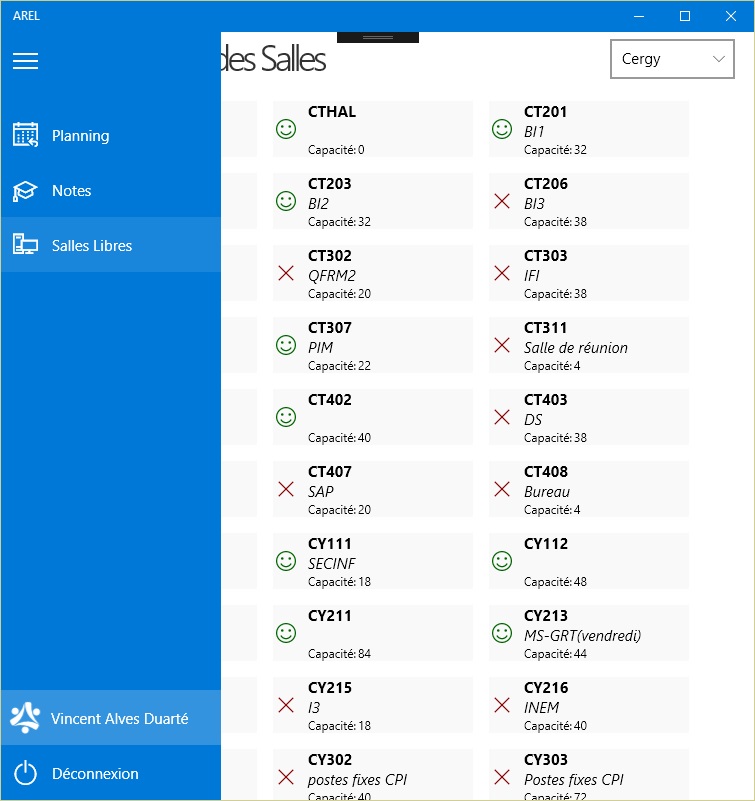 AREL
des Salles
Cergy
Planning
Notes
Salles Libres
Vincent Alves Duarté
Déconnexion
CTHAL
Capacité: 0
CT201
BI1
Capacité: 32
CT203
BI2
Capacité: 32
CT206
BI3
Capacité: 38
CT302
QFRM2
Capacité: 20
CT303
IFI
Capacité: 38
CT307
PIM
Capacité: 22
CT311
Salle de réunion
Capacité: 4
CT402
Capacité: 40
CT403
DS
Capacité: 38
CT407
SAP
Capacité: 20
CT408
Bureau
Capacité: 4
CY111
SECINF
Capacité: 18
CY112
Capacité: 48
CY211
Capacité: 84
CY213
MS-GRT(vendredi)
Capacité: 44
CY215
I3
Capacité: 18
CY216
INEM
Capacité: 40
CY302
postes fixes CPI
Capacité: 40
CY303
Postes fixes CPI
Capacité: 72